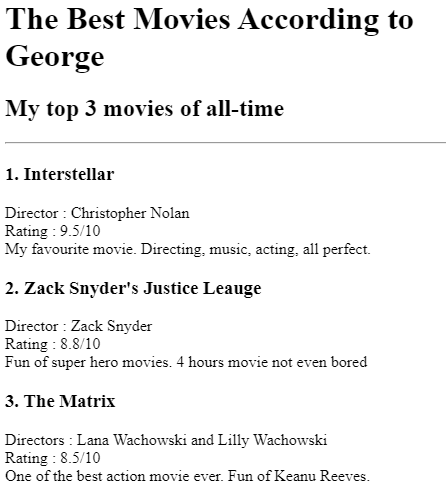 The Best Movies According to
George
My top 3 movies of all-time
1. Interstellar
Director : Christopher Nolan
Rating : 9.5/10
My favourite movie. Directing, music, acting, all perfect.
2. Zack Snyder's Justice Leauge
Director : Zack Snyder
Rating : 8.8/10
Fun of super hero movies. 4 hours movie not even bored
3. The Matrix
Directors : Lana Wachowski and Lilly Wachowski
Rating : 8.5/10
One of the best action movie ever. Fun of Keanu Reeves.